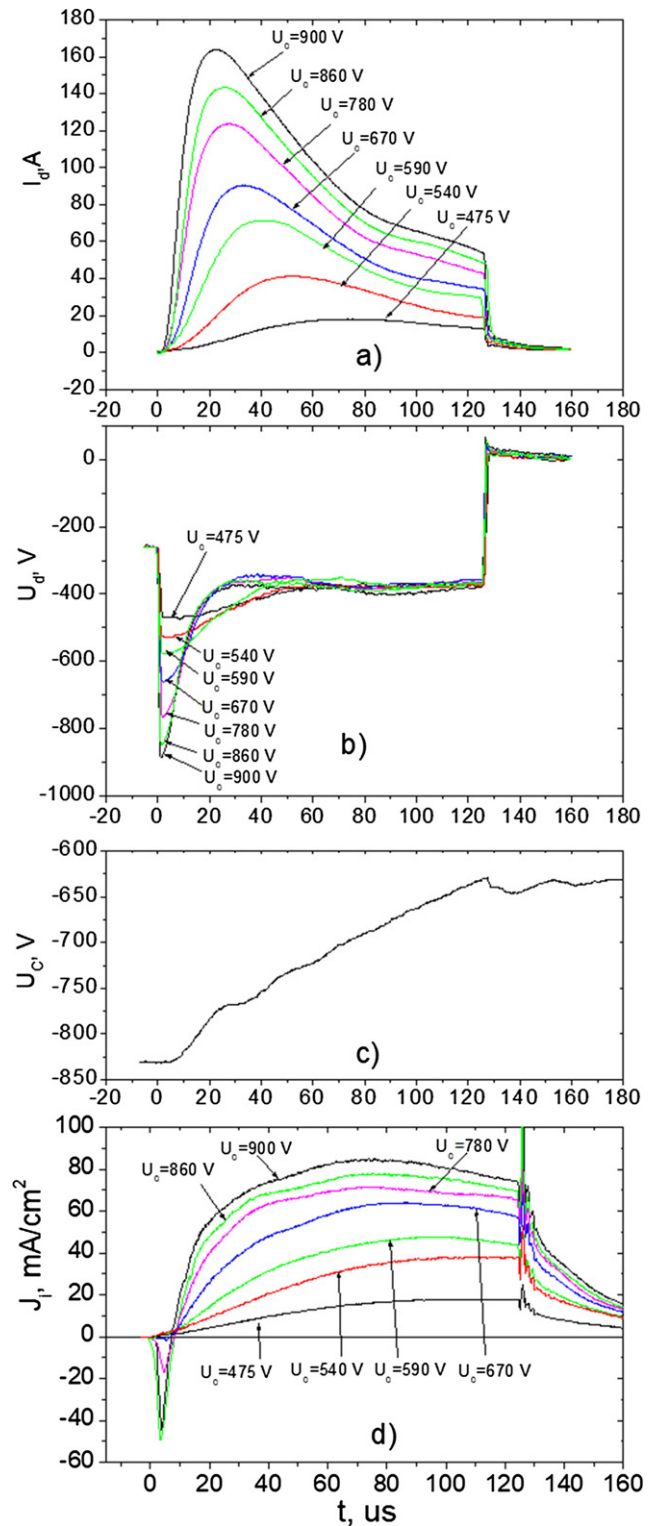 a)
180
160
140
120
100
80
60
40
20
0
-20
I_d, A
U_o=900 V
U_o=860 V
U_o=780 V
U_o=670 V
U_o=590 V
U_o=540 V
U_o=475 V
a)
-20 0 20 40 60 80 100 120 140 160
0
-200
-400
-600
-800
-1000
U_d, V
U_o=475 V
U_o=540 V
U_o=590 V
U_o=670 V
U_o=780 V
U_o=860 V
U_o=900 V
b)
-20 0 20 40 60 80 100 120 140 160 180
-600
-650
-700
-750
-800
-850
U_C, V
c)
-20 0 20 40 60 80 100 120 140 160 180
100
80
60
40
20
0
-20
-40
-60
J_i, mA/cm²
U_o=900 V
U_o=780 V
U_o=860 V
U_o=475 V
U_o=540 V
U_o=590 V
U_o=670 V
d)
0 20 40 60 80 100 120 140 160
t, us